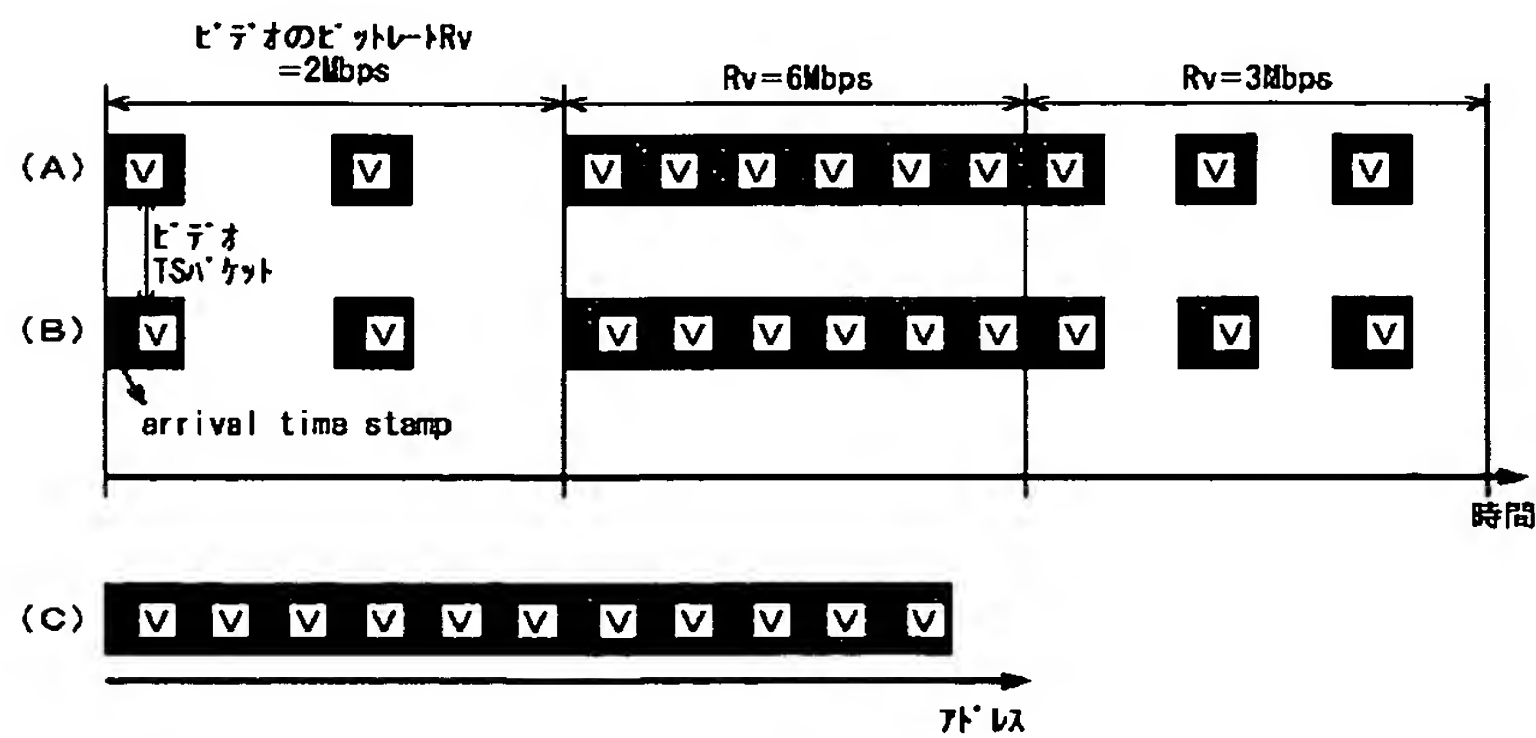 ビデオのビットレートRv
=2Mbps
Rv=6Mbps
Rv=3Mbps
(A)
V V V V V V V V V V V
ビデオ
TSパケット
(B)
V V V V V V V V V V V
arrival time stamp
時間
(C)
V V V V V V V V V V V
アドレス